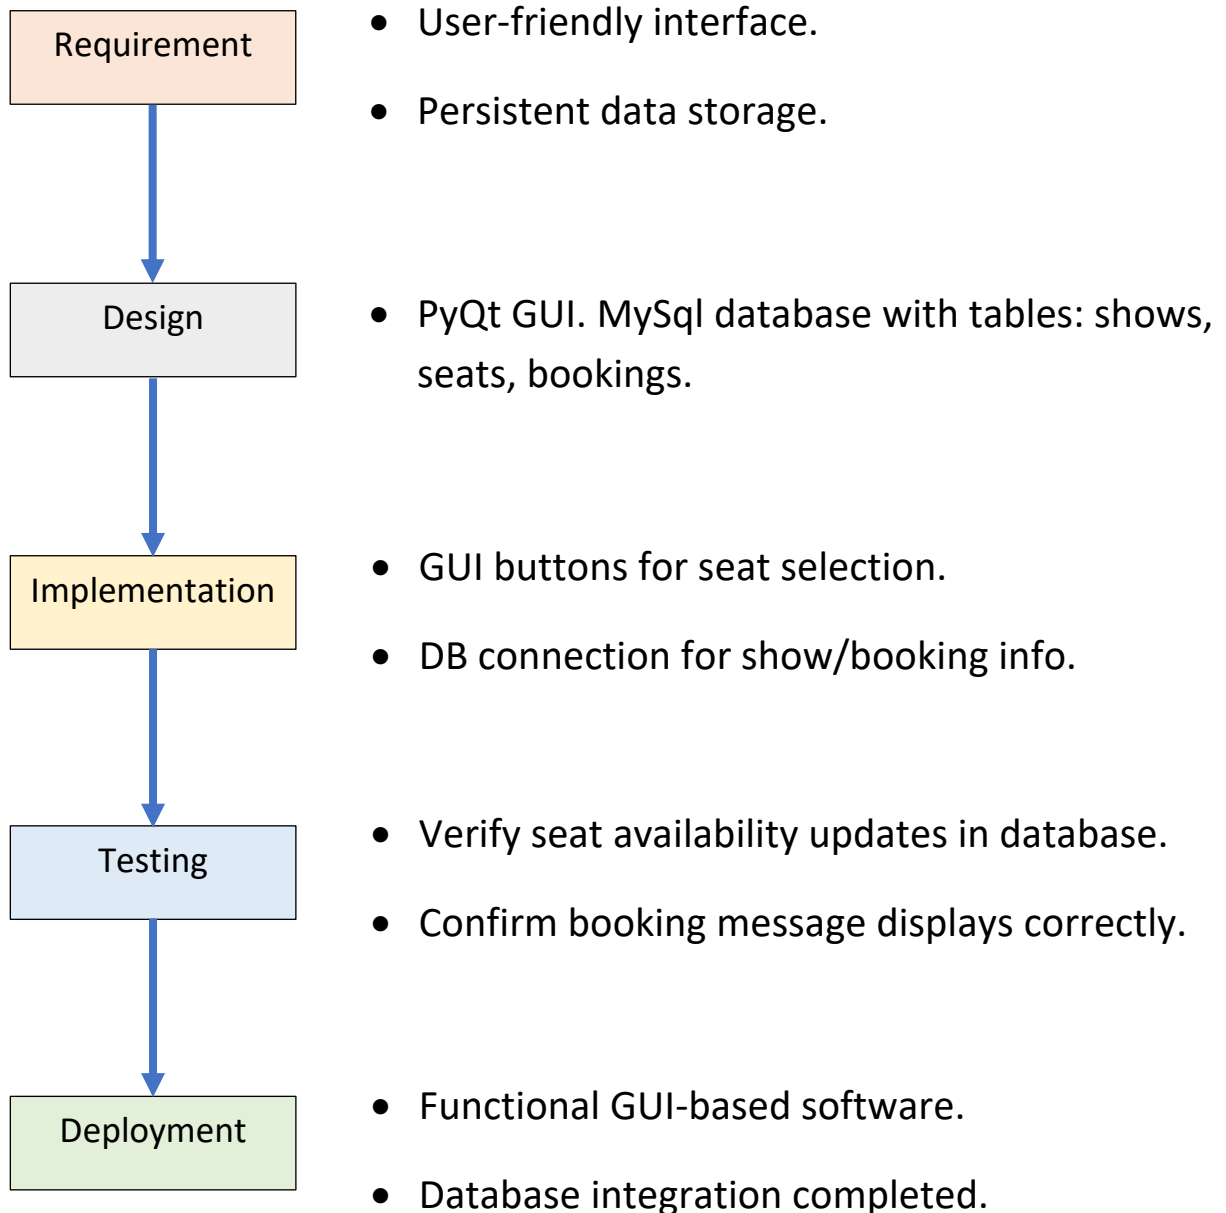 Requirement
• User-friendly interface.
• Persistent data storage.
Design
• PyQt GUI. MySql database with tables: shows,
seats, bookings.
Implementation
• GUI buttons for seat selection.
• DB connection for show/booking info.
Testing
• Verify seat availability updates in database.
• Confirm booking message displays correctly.
Deployment
• Functional GUI-based software.
• Database integration completed.